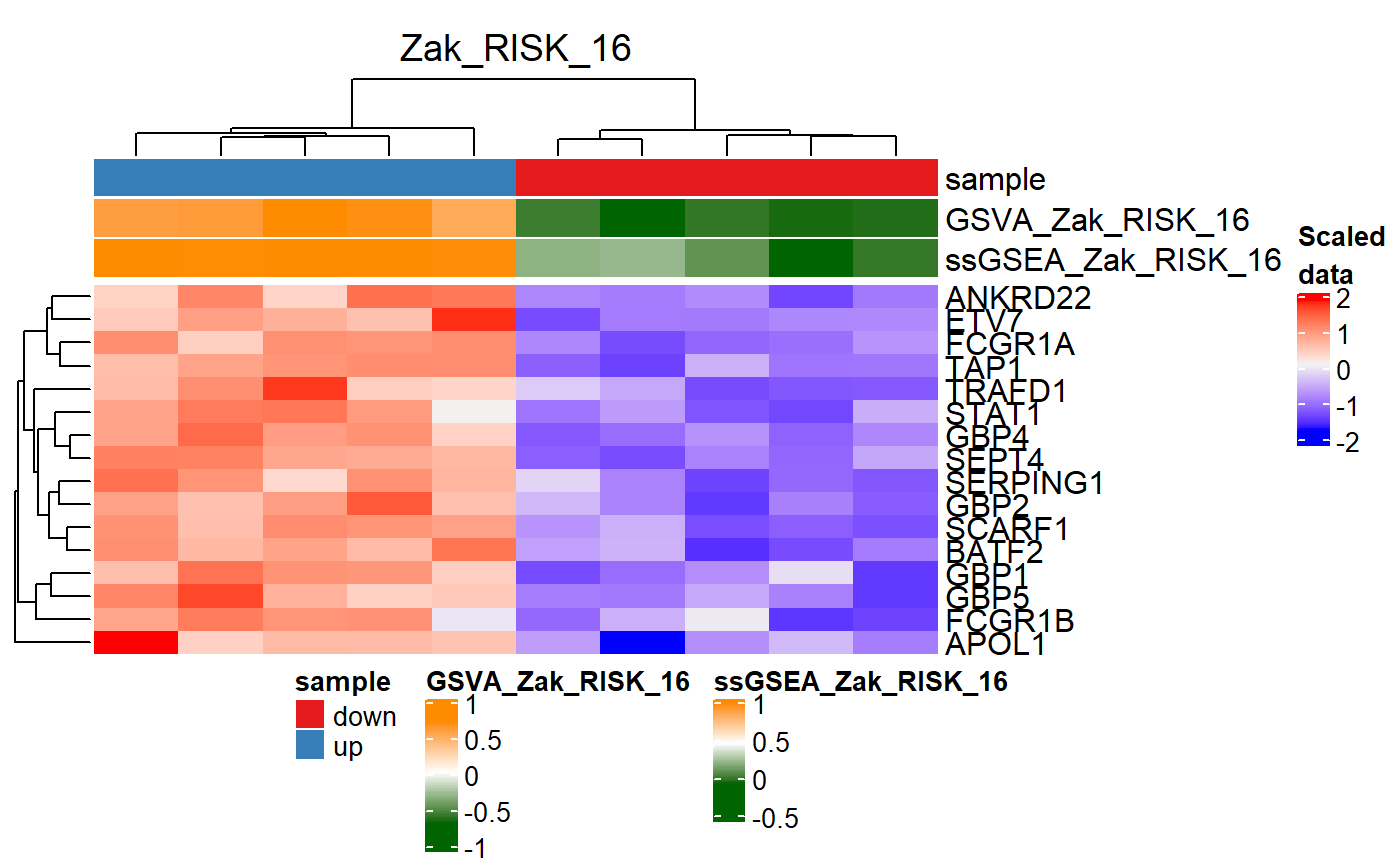 Zak_RISK_16
sample
GSVA_Zak_RISK_16
ssGSEA_Zak_RISK_16
ANKRD22
ETV7
FCGR1A
TAP1
TRAFD1
STAT1
GBP4
SEPT4
SERPING1
GBP2
SCARF1
BATF2
GBP1
GBP5
FCGR1B
APOL1
Scaled
data
2
1
0
-1
-2
sample
down
up
GSVA_Zak_RISK_16
1
0.5
0
-0.5
-1
ssGSEA_Zak_RISK_16
1
0.5
0
-0.5